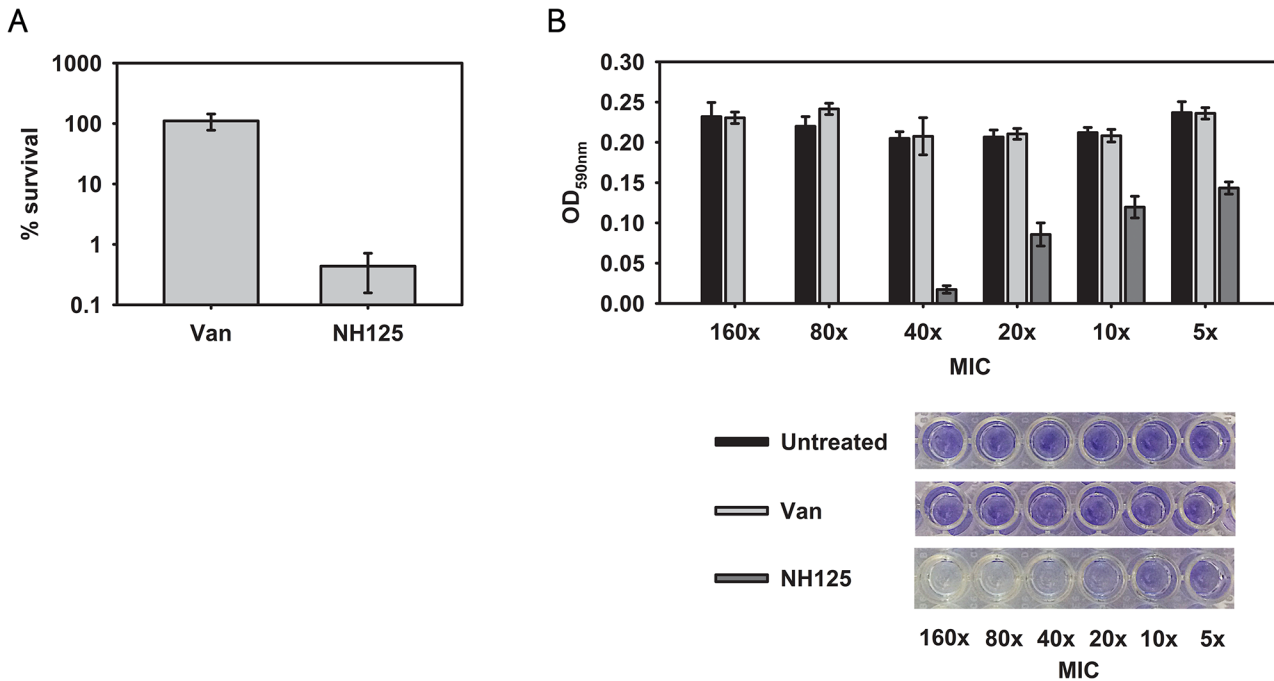 A
1000
100
10
1
0.1
% survival
Van NH125
B
0.30
0.25
0.20
0.15
0.10
0.05
0.00
OD590nm
160x 80x 40x 20x 10x 5x
MIC
Untreated
Van
NH125
160x 80x 40x 20x 10x 5x
MIC